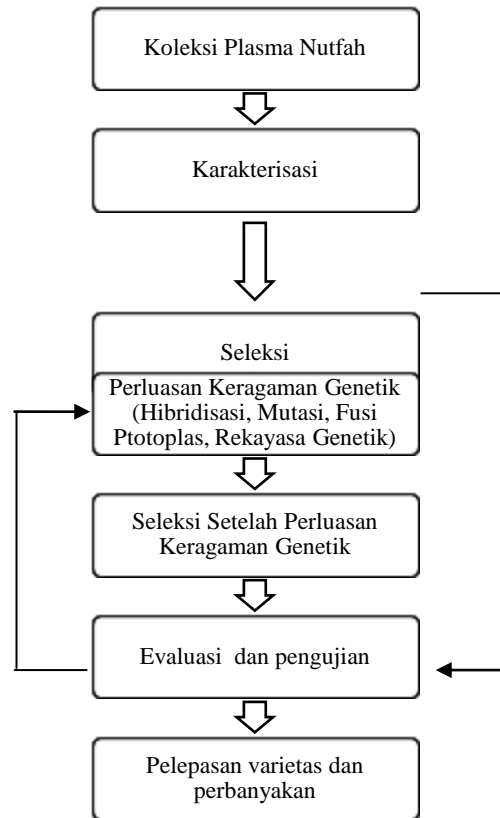 Koleksi Plasma Nutfah
Karakterisasi
Seleksi
Perluasan Keragaman Genetik
(Hibridisasi, Mutasi, Fusi
Ptotoplas, Rekayasa Genetik)
Seleksi Setelah Perluasan
Keragaman Genetik
Evaluasi dan pengujian
Pelepasan varietas dan
perbanyakan